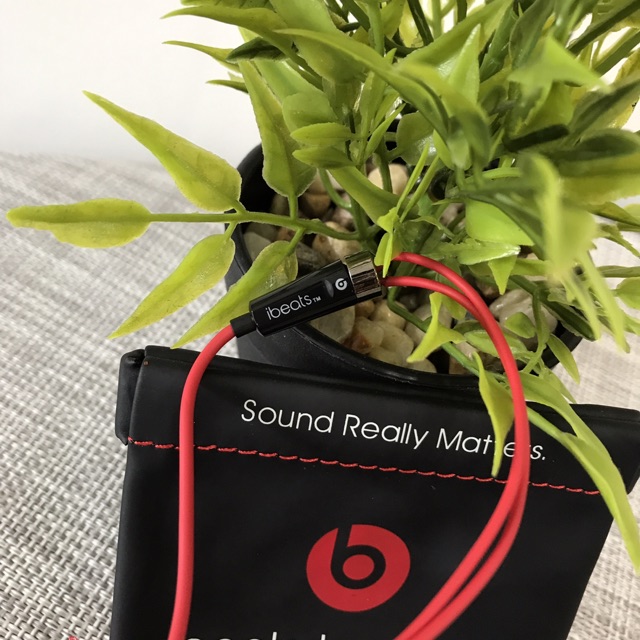 ibeats™
Sound Really Matters.
b